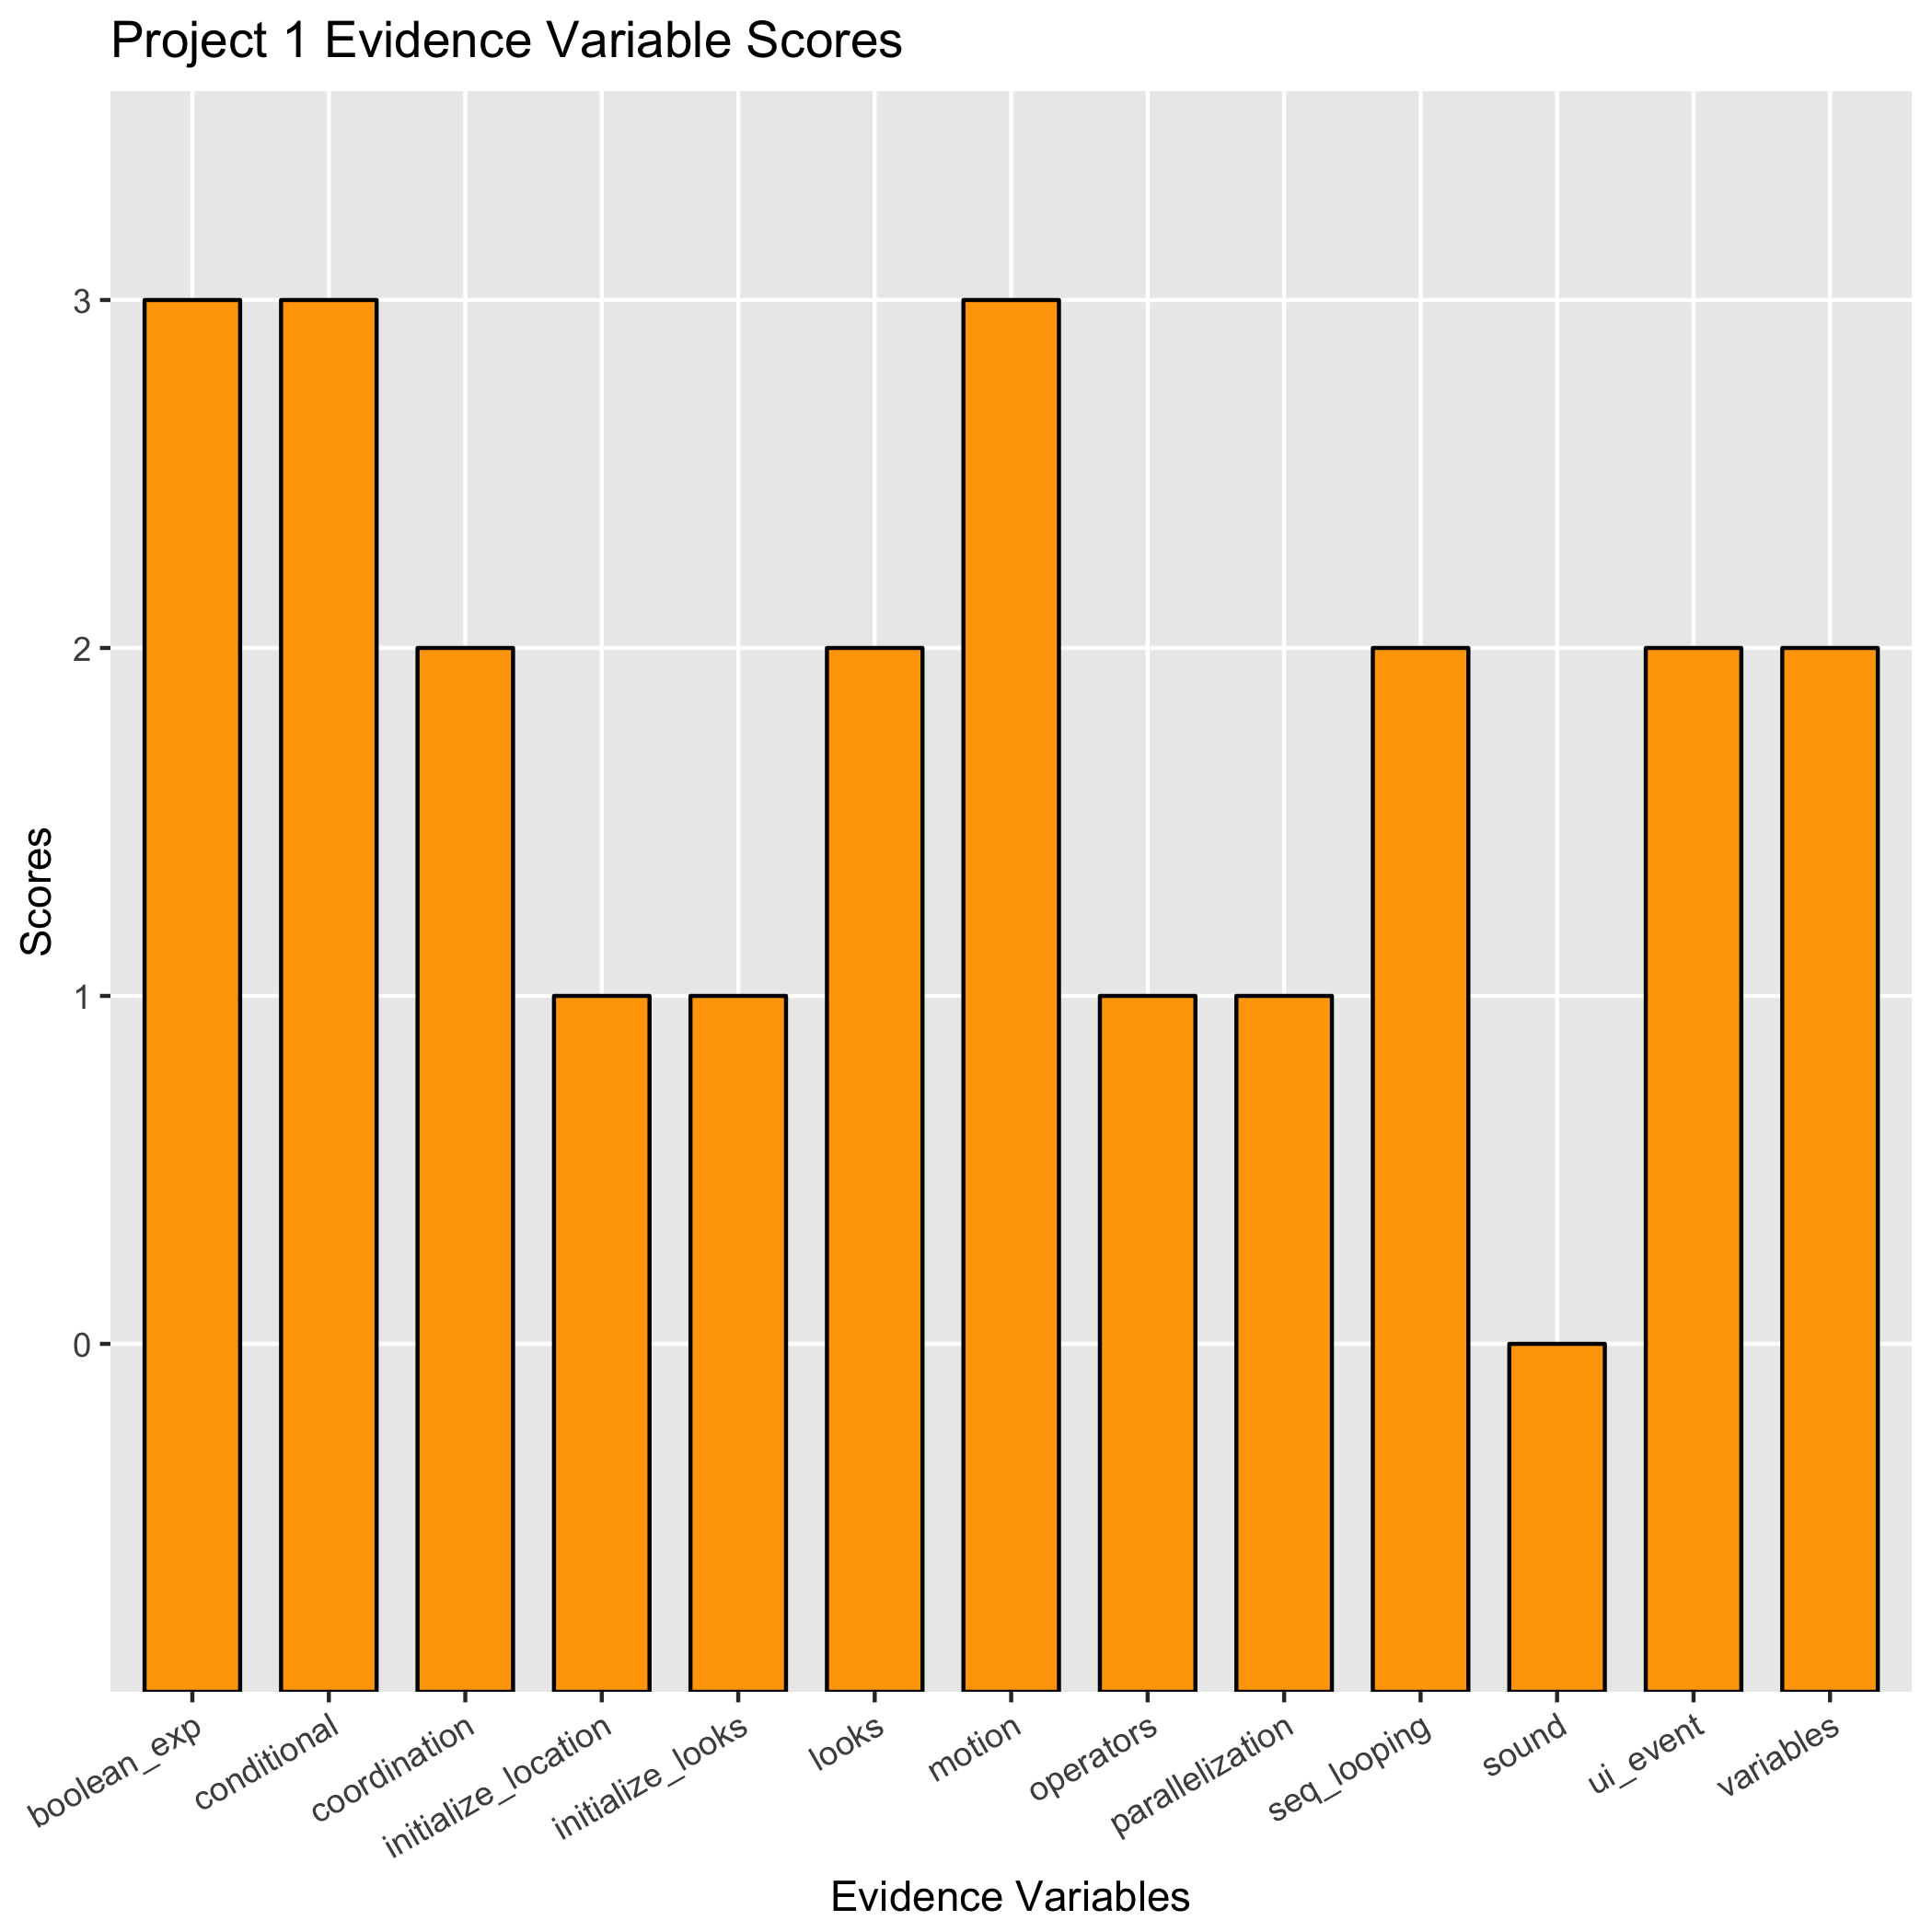 Project 1 Evidence Variable Scores
Scores
3
2
1
0
boolean_exp
conditional
coordination
initialize_location
initialize_looks
looks
motion
operators
parallelization
seq_looping
sound
ui_event
variables
Evidence Variables